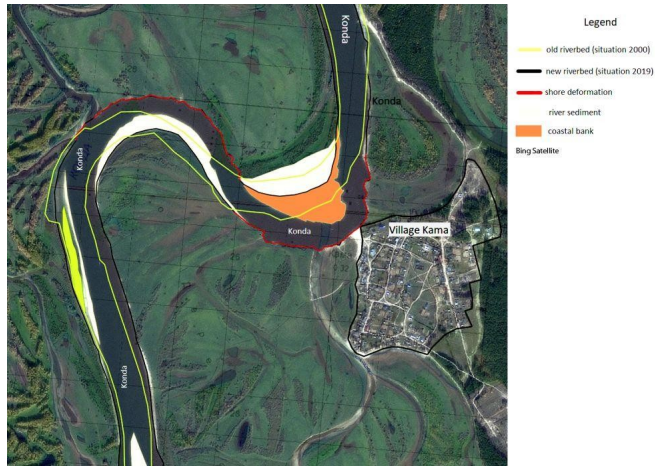 Konda
Konda
Konda
Konda
Village Kama
Konda
Legend
old riverbed (situation 2000)
new riverbed (situation 2019)
shore deformation
river sediment
coastal bank
Bing Satellite